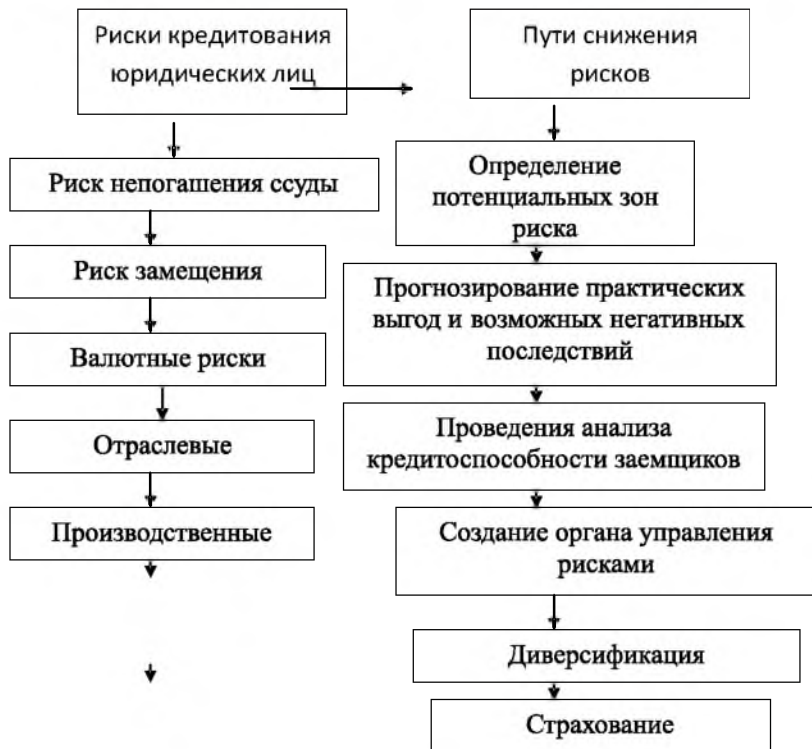 Риски кредитования
юридических лиц
Риск непогашения ссуды
Риск замещения
Валютные риски
Отраслевые
Производственные
Пути снижения
рисков
Определение
потенциальных зон
риска
Прогнозирование практических
выгод и возможных негативных
последствий
Проведения анализа
кредитоспособности заемщиков
Создание органа управления
рисками
Диверсификация
Страхование